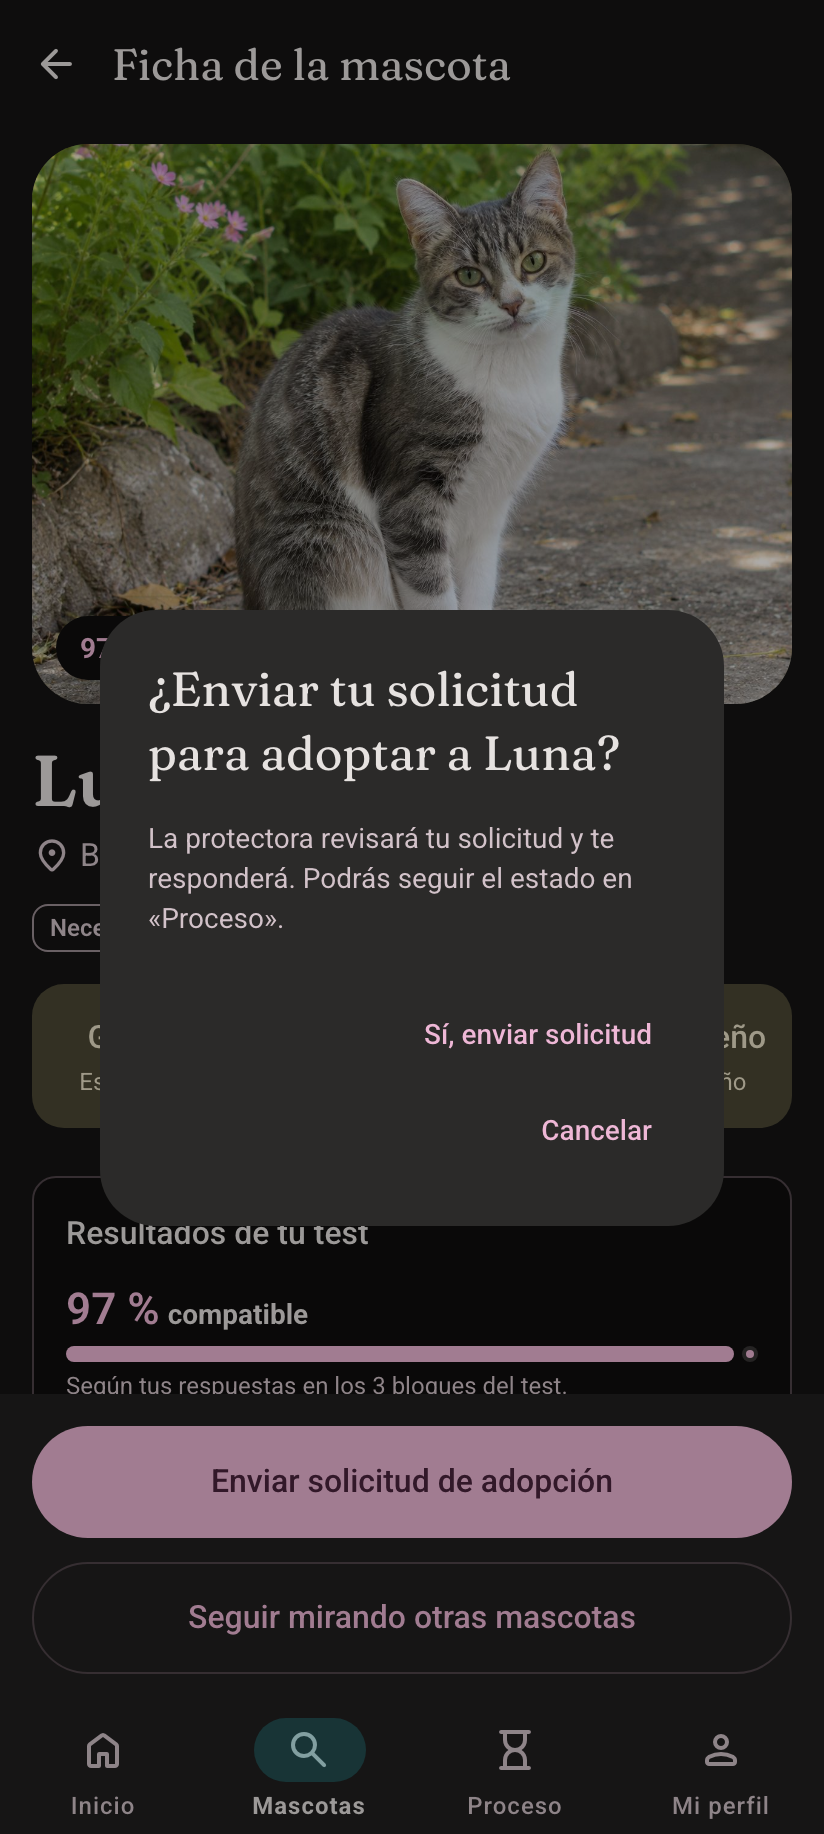 Ficha de la mascota
97
¿Enviar tu solicitud
para adoptar a Luna?
La protectora revisará tu solicitud y te
responderá. Podrás seguir el estado en
«Proceso».
Sí, enviar solicitud
Cancelar
Resultados de tu test
97 % compatible
Según tus respuestas en los 3 bloques del test.
Enviar solicitud de adopción
Seguir mirando otras mascotas
Inicio
Mascotas
Proceso
Mi perfil